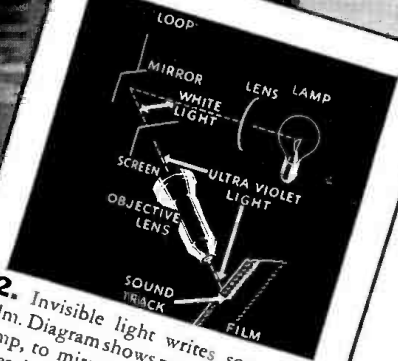 LOOP
MIRROR
LENS LAMP
WHITE
LIGHT
SCREEN
ULTRA VIOLET
LIGHT
OBJECTIVE
LENS
SOUND
TRACK
FILM
2. Invisible light writes
Diagram shows
to